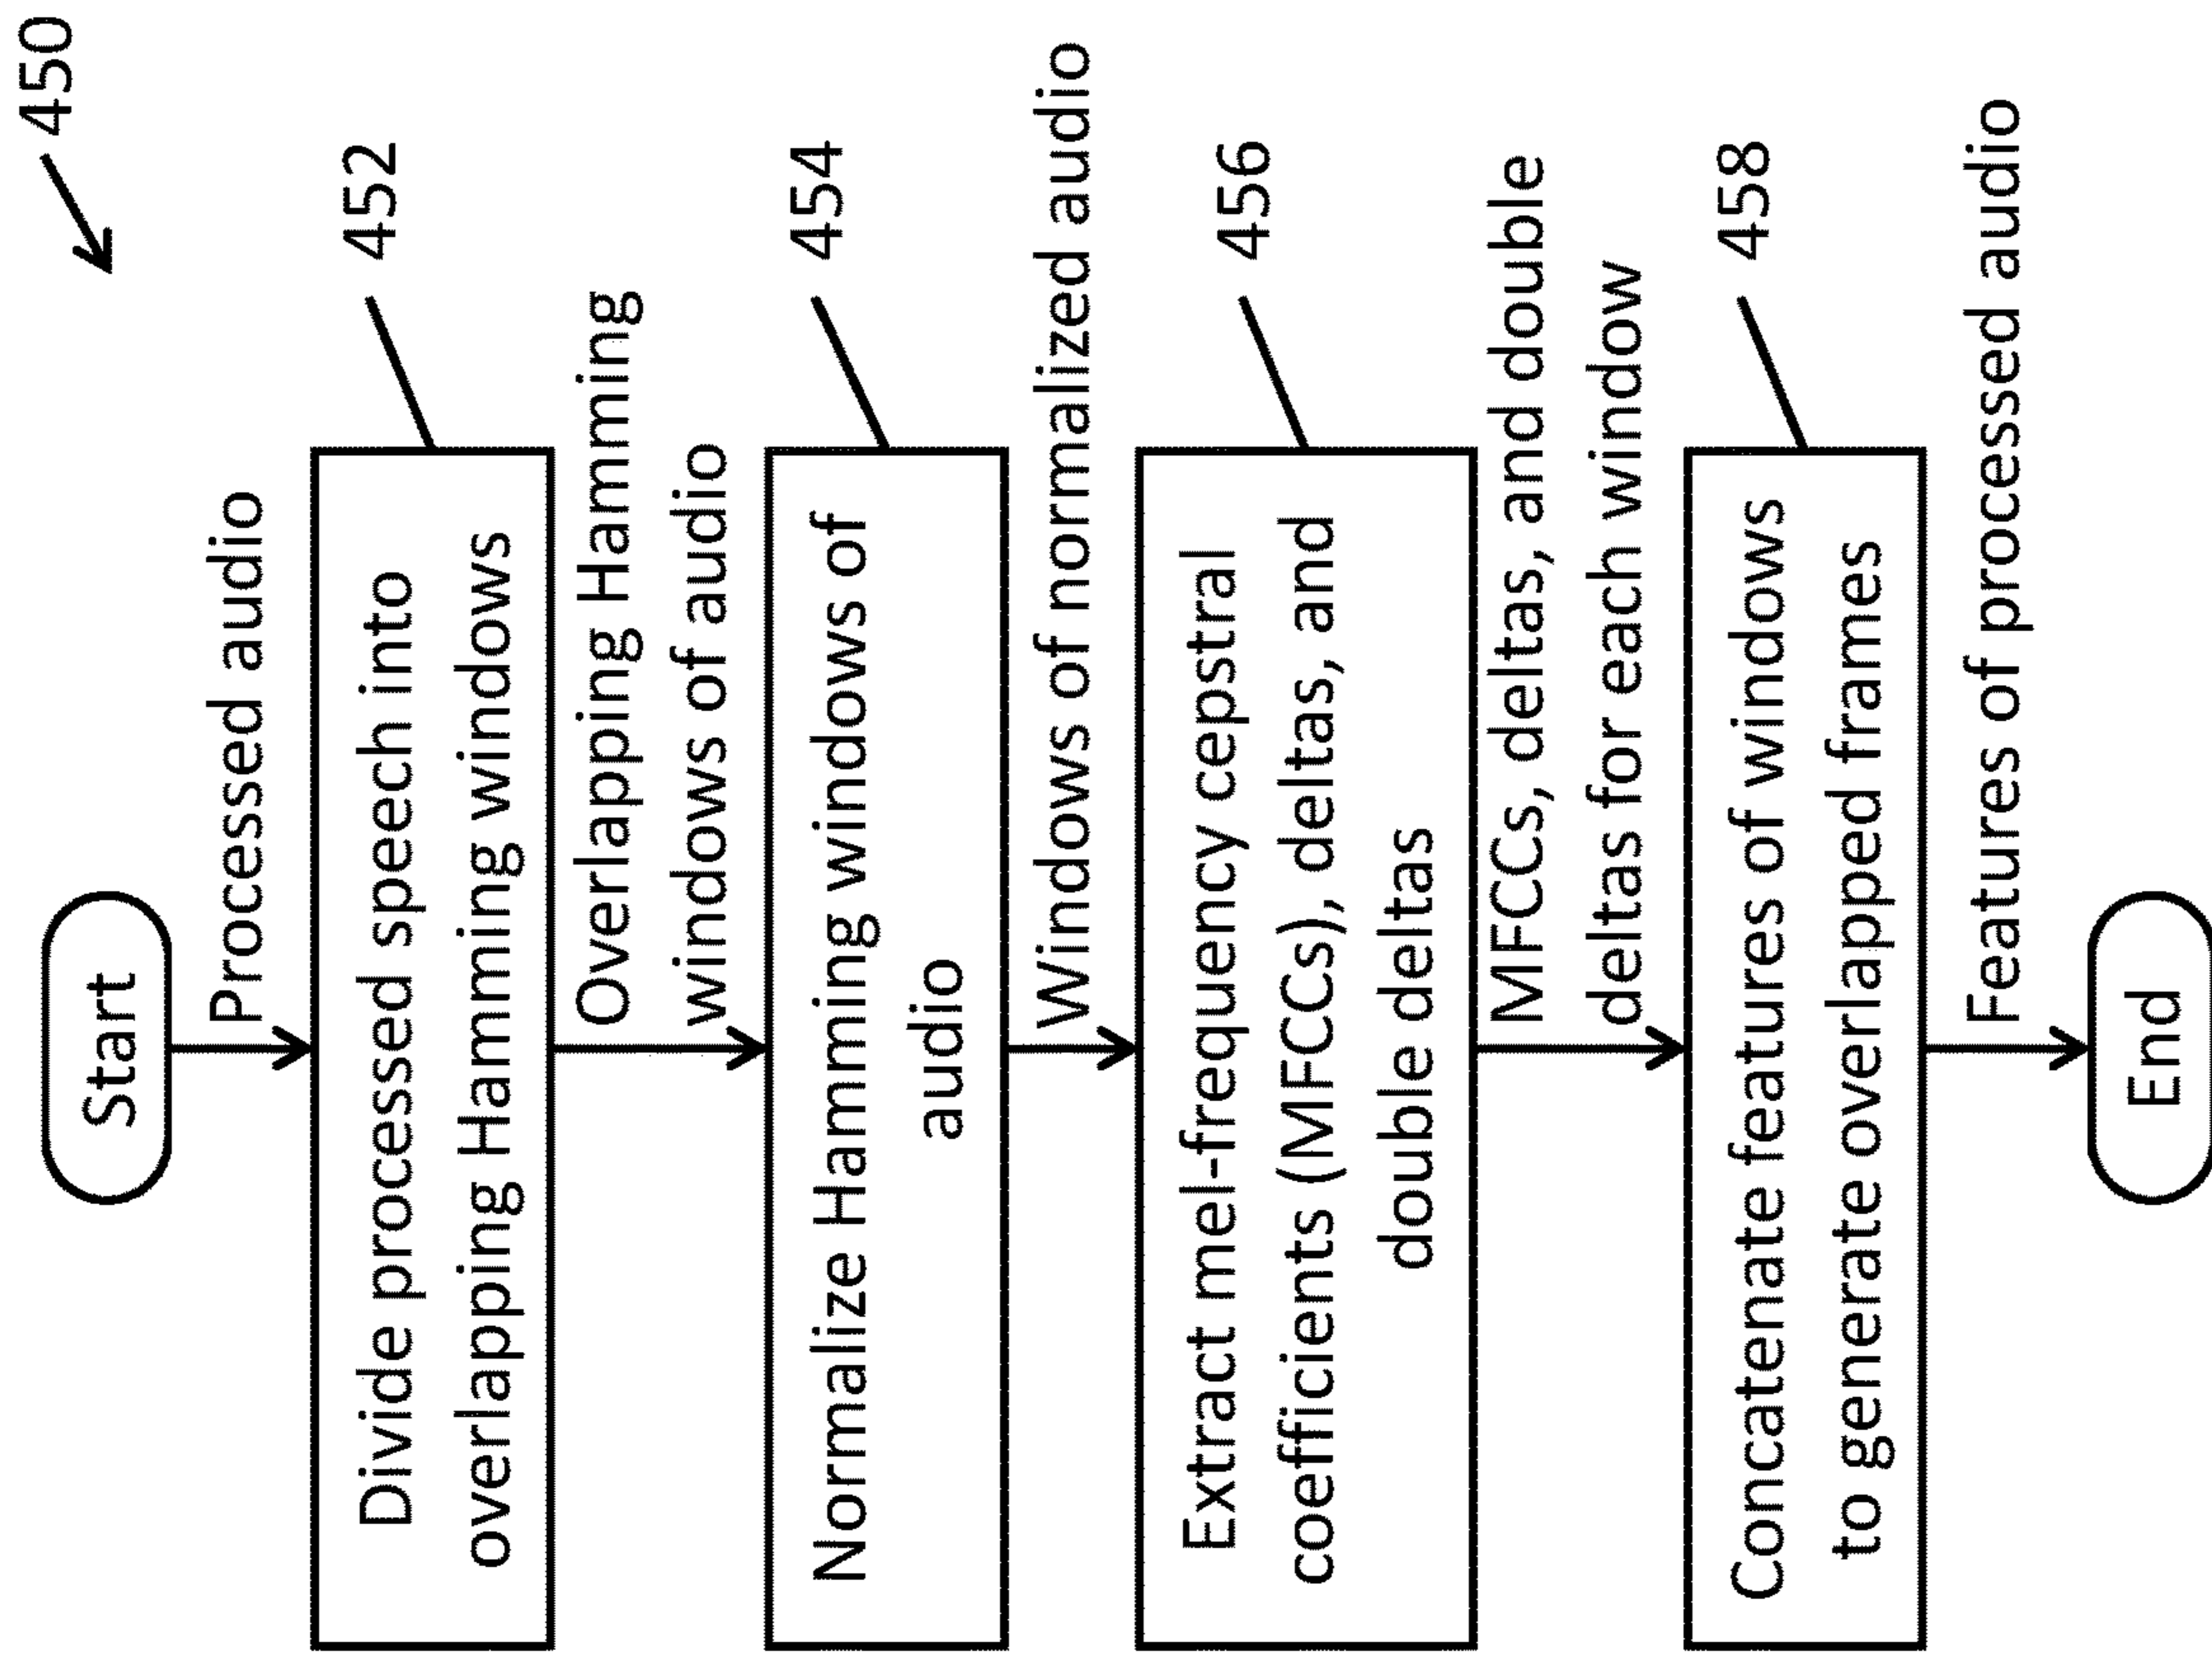 450
Start
Processed audio
452
Divide processed speech into
overlapping Hamming windows
Overlapping Hamming
windows of audio
454
Normalize Hamming windows of
audio
Windows of normalized audio
456
Extract mel-frequency cepstral
coefficients (MFCCs), deltas, and
double deltas
MFCCs, deltas, and double
deltas for each window
458
Concatenate features of windows
to generate overlapped frames
Features of processed audio
End